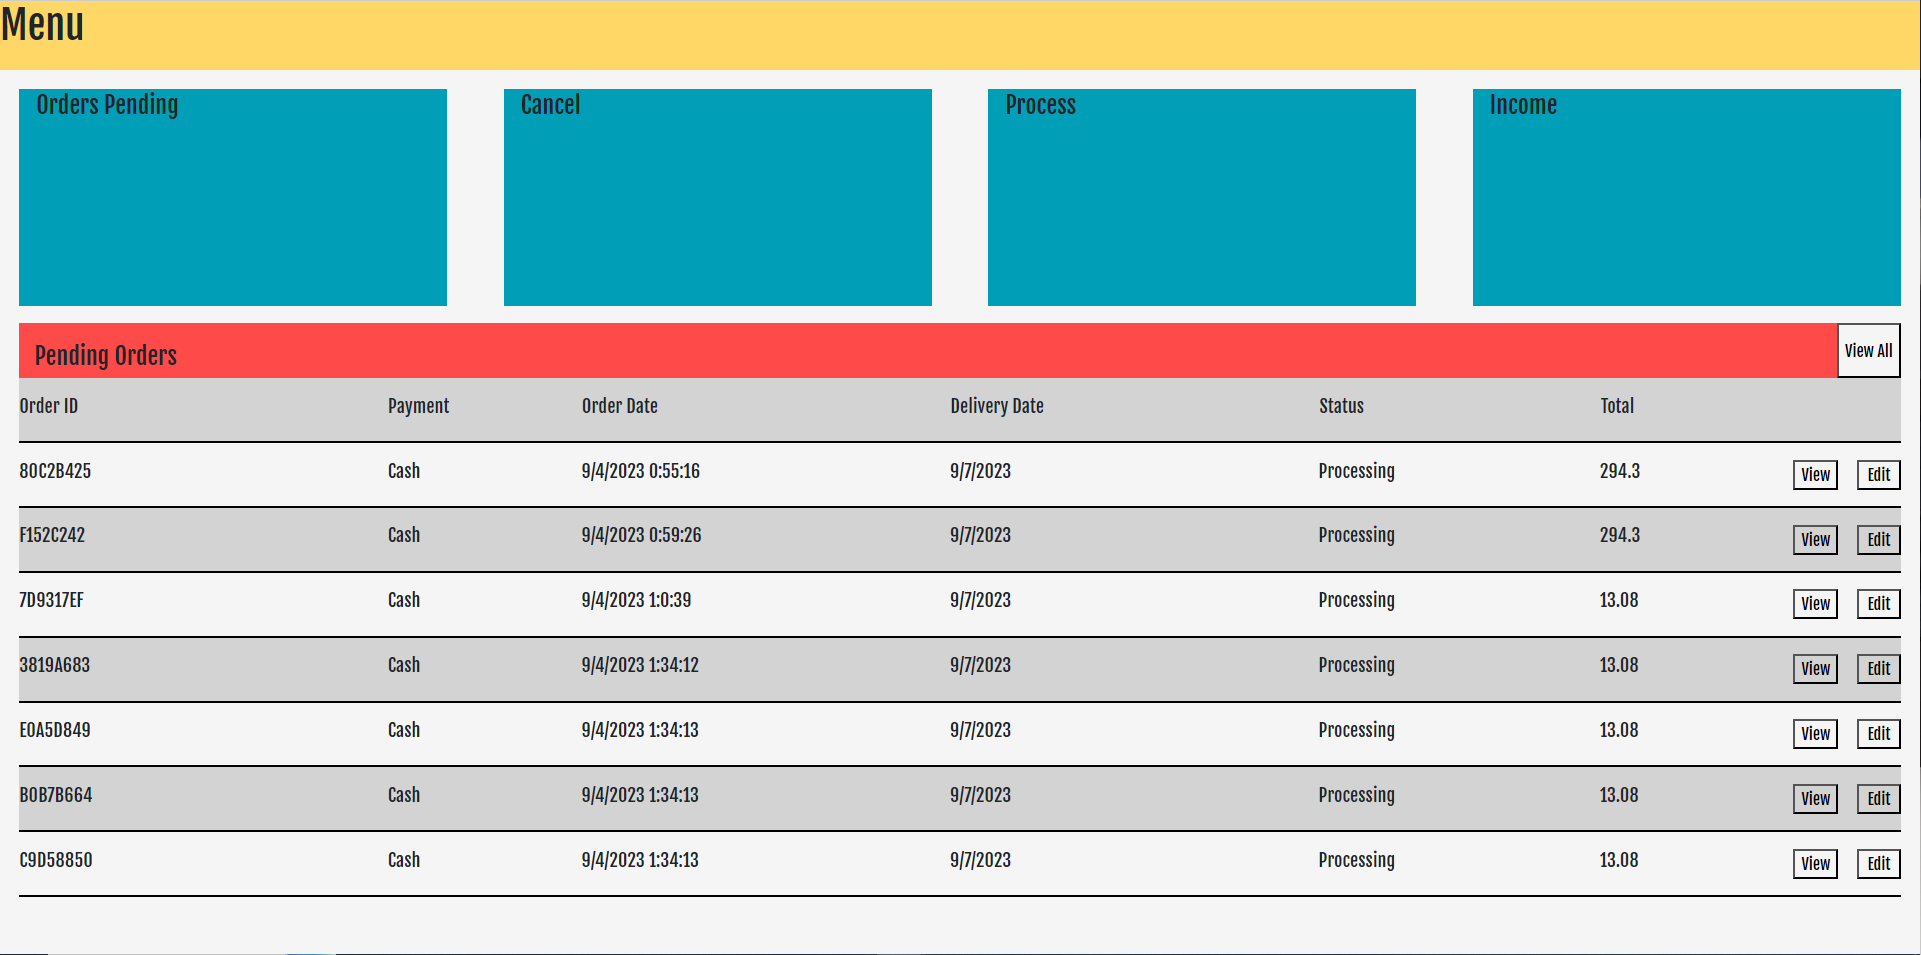 Menu
Orders Pending Cancel Process Income
Pending Orders View All
Order ID Payment Order Date Delivery Date Status Total
80C2B425 Cash 9/4/2023 0:55:16 9/7/2023 Processing 294.3 View Edit
F152C242 Cash 9/4/2023 0:59:26 9/7/2023 Processing 294.3 View Edit
7D9317EF Cash 9/4/2023 1:0:39 9/7/2023 Processing 13.08 View Edit
3819A683 Cash 9/4/2023 1:34:12 9/7/2023 Processing 13.08 View Edit
E0A5D849 Cash 9/4/2023 1:34:13 9/7/2023 Processing 13.08 View Edit
B0B7B664 Cash 9/4/2023 1:34:13 9/7/2023 Processing 13.08 View Edit
C9D58850 Cash 9/4/2023 1:34:13 9/7/2023 Processing 13.08 View Edit